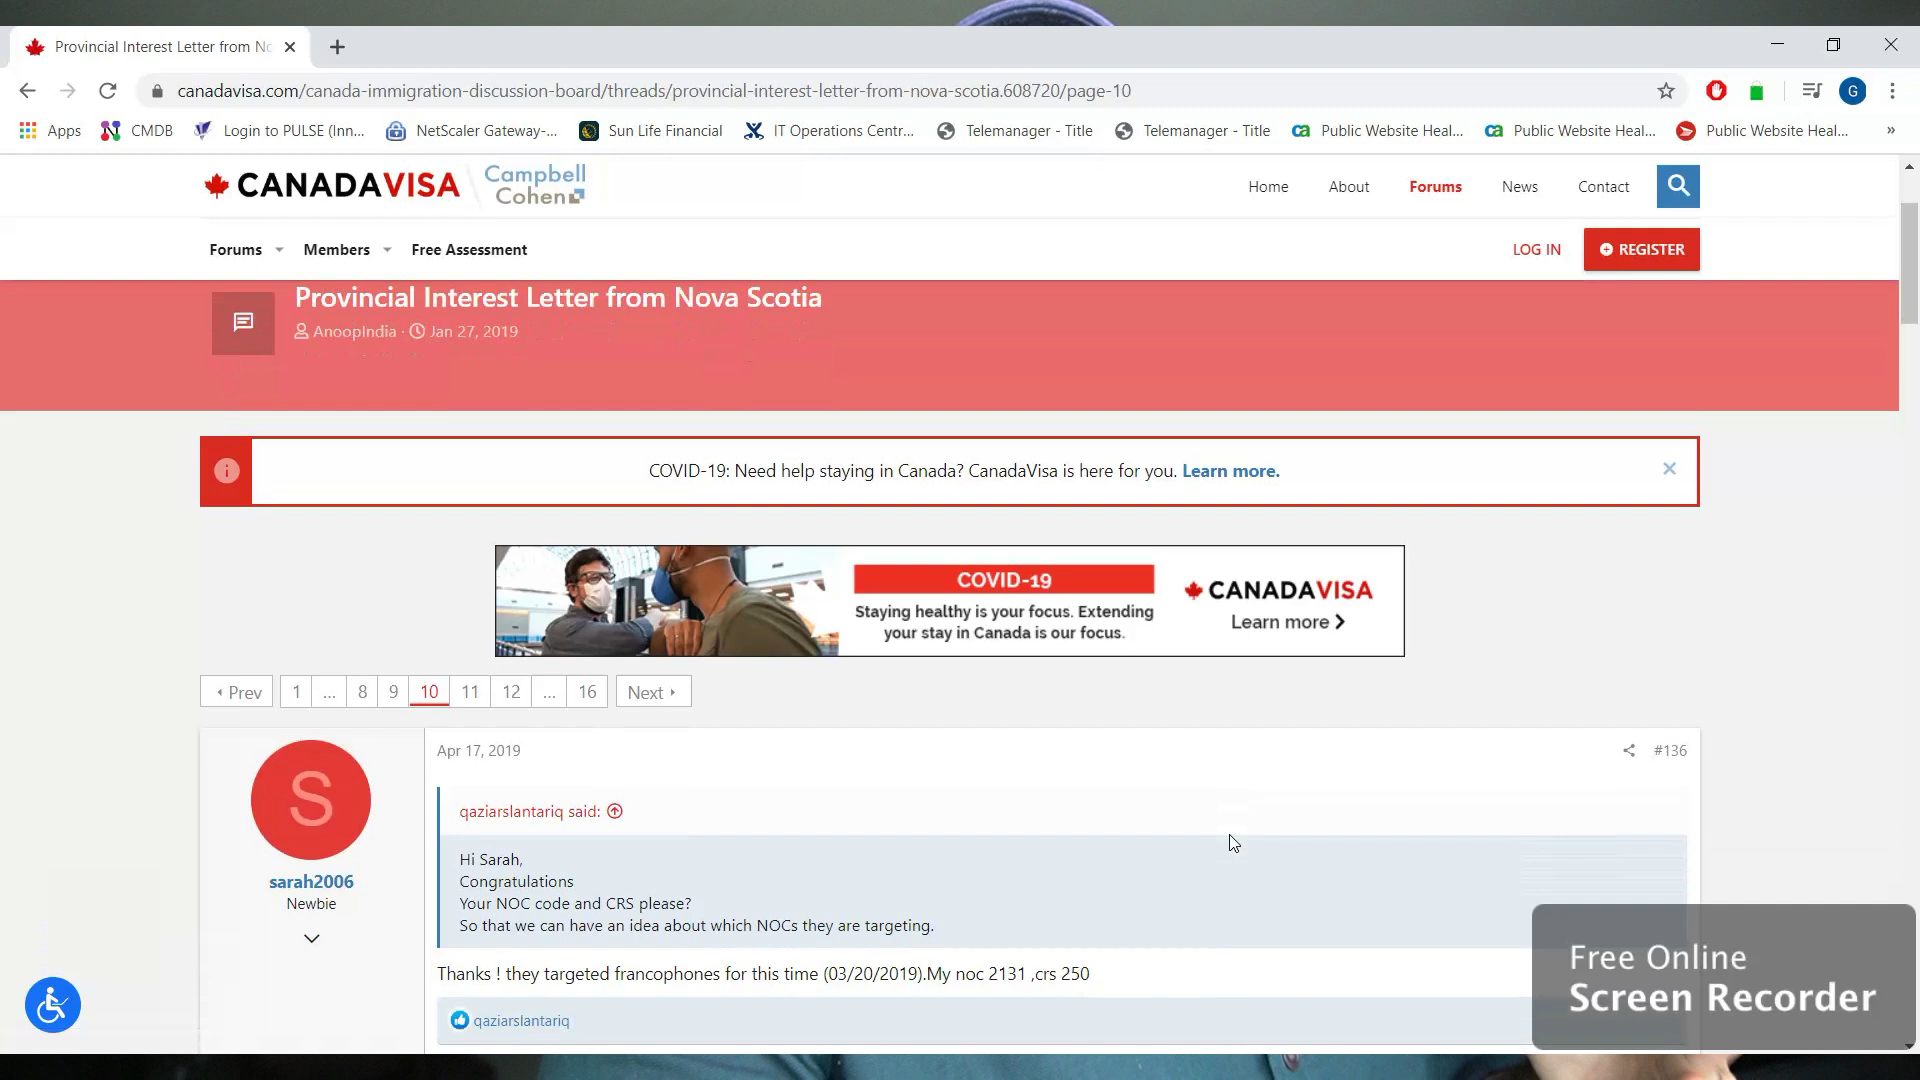 Provincial Interest Letter from No
canadavisa.com/canada-immigration-discussion-board/threads/provincial-interest-letter-from-nova-scotia.608720/page-10
G
Apps CMDB Login to PULSE (Inn... NetScaler Gateway-... Sun Life Financial IT Operations Centr... Telemanager - Title Telemanager - Title Public Website Heal... Public Website Heal... Public Website Heal... »
CANADAVISA Campbell Cohen
Home About Forums News Contact
Forums Members Free Assessment LOG IN REGISTER
Provincial Interest Letter from Nova Scotia
AnoopIndia · Jan 27, 2019
COVID-19: Need help staying in Canada? CanadaVisa is here for you. Learn more.
COVID-19
Staying healthy is your focus. Extending
your stay in Canada is our focus.
CANADAVISA
Learn more
Prev 1 ... 8 9 10 11 12 ... 16 Next
S
sarah2006
Newbie
Apr 17, 2019 #136
qaziarslantariq said:
Hi Sarah,
Congratulations
Your NOC code and CRS please?
So that we can have an idea about which NOCs they are targeting.
Thanks ! they targeted francophones for this time (03/20/2019).My noc 2131 ,crs 250
qaziarslantariq
Free Online
Screen Recorder